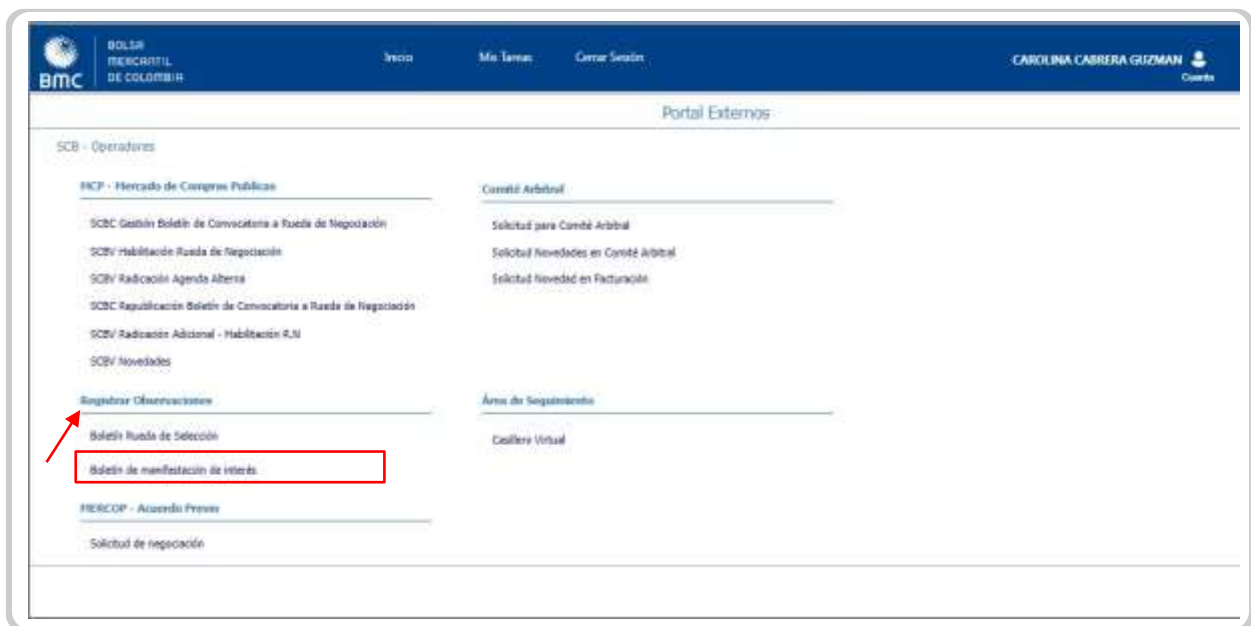 BMC
BOLSA
MERCANTIL
DE COLOMBIA
Inicio
Mis Tareas
Cerrar Sesión
CAROLINA CABRERA GUZMAN
Cuenta
Portal Externos
SCB - Operadores
MCP - Mercado de Compras Publicas
SCBC Gestión Boletín de Convocatoria a Rueda de Negociación
SCBV Habilitación Rueda de Negociación
SCBV Radicación Agenda Alterna
SCBC Republicación Boletín de Convocatoria a Rueda de Negociación
SCBV Radicación Adicional - Habilitación R.N
SCBV Novedades
Comité Arbitral
Solicitud para Comité Arbitral
Solicitud Novedades en Comité Arbitral
Solicitud Novedad en Facturación
Registrar Observaciones
Boletín Rueda de Selección
Boletín de manifestación de interés
Área de Seguimiento
Casillero Virtual
MERCOP - Acuerdo Previo
Solicitud de negociación